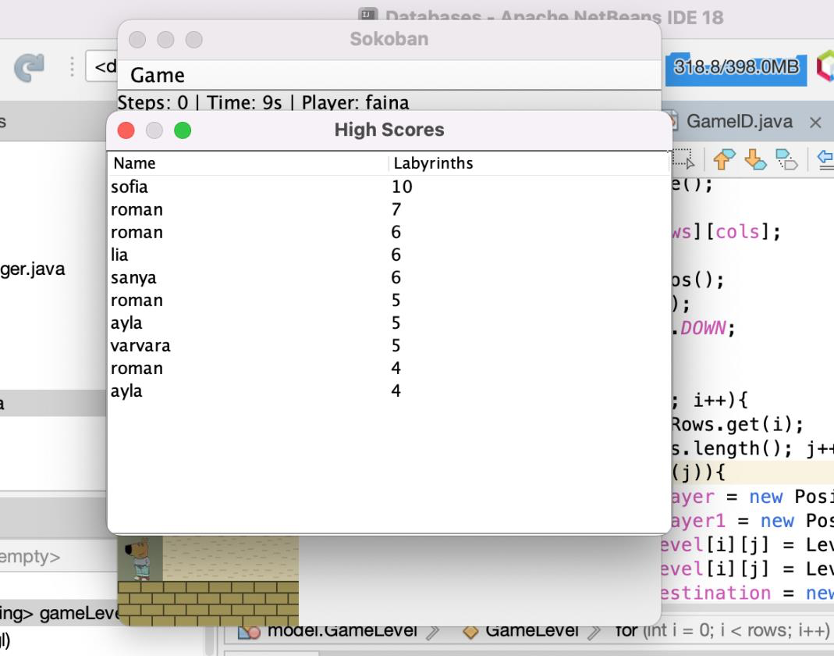 Databases - Apache NetBeans IDE 18
Sokoban
<d
Game
318.8/398.0MB
Steps: 0 | Time: 9s | Player: faina
s
GameID.java ×
High Scores
Name Labyrinths
sofia 10
roman 7
roman 6
lia 6
sanya 6
roman 5
ayla 5
varvara 5
roman 4
ayla 4
e();
ws][cols];
ger.java
os();
);
.DOWN;
a
; i++){
Rows.get(i);
s.length(); j++
(j)){
ayer = new Posi
ayer1 = new Pos
empty>
evel[i][j] = Lev
evel[i][j] = Lev
ing> gameLeve
estination = new
gl)
model.GameLevel
GameLevel
for (int i = 0; i < rows; i++)